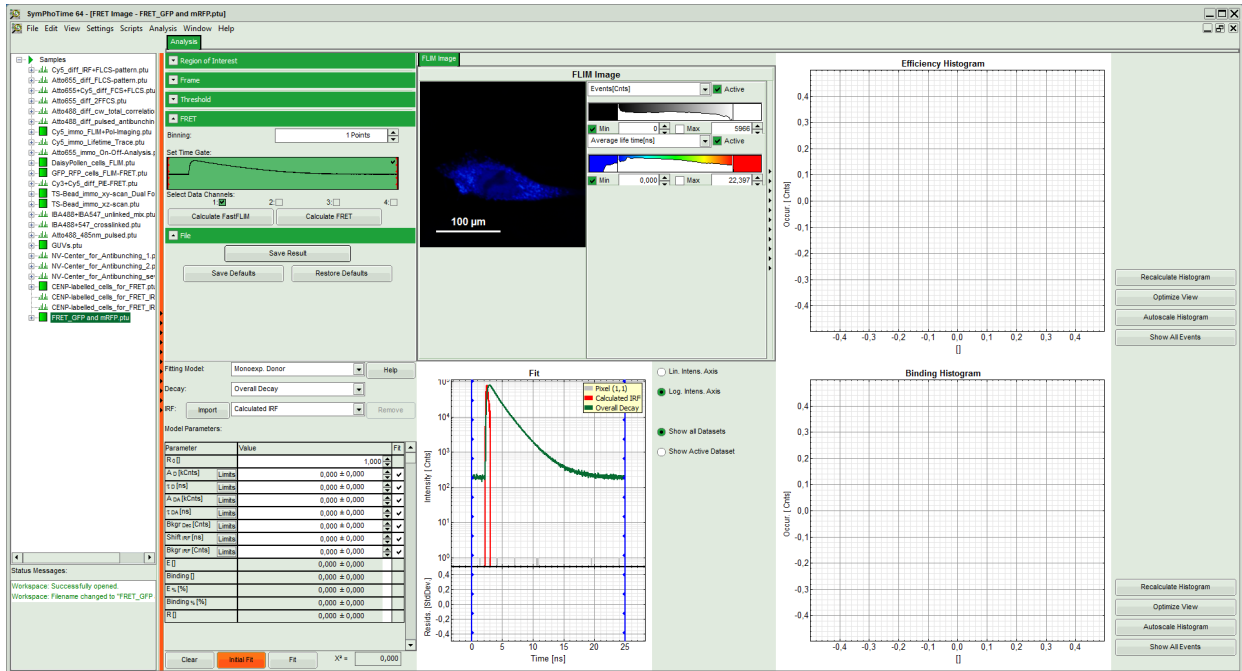 SymPhoTime 64 - [FRET Image - FRET_GFP and mRFP.ptu]
File Edit View Settings Scripts Analysis Window Help
Analysis
Samples
Cy5_diff_IRF+FLCS-pattern.ptu
Atto655_diff_FLCS-pattern.ptu
Atto655+Cy5_diff_FCS+FLCS.ptu
Atto655_diff_2FFCS.ptu
Atto488_diff_cw_total_correlatio
Atto488_diff_pulsed_antibunchin
Cy5_immo_FLIM+Pol-Imaging.ptu
Cy5_immo_Lifetime_Trace.ptu
Atto655_immo_On-Off-Analysis.p
DaisyPollen_cells_FLIM.ptu
GFP_RFP_cells_FLIM-FRET.ptu
Cy3+Cy5_diff_PIE-FRET.ptu
TS-Bead_immo_xy-scan_Dual Fo
TS-Bead_immo_xz-scan.ptu
IBA488+IBA547_unlinked_mix.ptu
IBA488+547_crosslinked.ptu
Atto488_485nm_pulsed.ptu
GUVs.ptu
NV-Center_for_Antibunching_1.p
NV-Center_for_Antibunching_2.p
NV-Center_for_Antibunching_sev
CENP-labelled_cells_for_FRET.ptu
CENP-labelled_cells_for_FRET_IR
CENP-labelled_cells_for_FRET_IR
FRET_GFP and mRFP.ptu
Status Messages:
Workspace: Successfully opened.
Workspace: Filename changed to "FRET_GFP
Region of Interest
Frame
Threshold
FRET
Binning:
1 Points
Set Time Gate:
Select Data Channels:
1: 2: 3: 4:
Calculate FastFLIM Calculate FRET
File
Save Result
Save Defaults Restore Defaults
FLIM Image
FLIM Image
100 µm
Events[Cnts] Active
Min 0 Max 5966
Average life time[ns] Active
Min 0,000 Max 22,397
Fitting Model: Monoexp. Donor Help
Decay: Overall Decay
IRF: Import Calculated IRF Remove
Model Parameters:
Parameter Value Fit
R₀ [] 1,000
A D [kCnts] Limits 0,000 ± 0,000
τ D [ns] Limits 0,000 ± 0,000
A DA [kCnts] Limits 0,000 ± 0,000
τ DA [ns] Limits 0,000 ± 0,000
Bkgr Dec [Cnts] Limits 0,000 ± 0,000
Shift IRF [ns] Limits 0,000 ± 0,000
Bkgr IRF [Cnts] Limits 0,000 ± 0,000
E [] 0,000 ± 0,000
Binding [] 0,000 ± 0,000
E % [%] 0,000 ± 0,000
Binding % [%] 0,000 ± 0,000
R [] 0,000 ± 0,000
Clear Initial Fit Fit X² = 0,000
Fit
Pixel (1,1)
Calculated IRF
Overall Decay
Intensity [ Cnts]
10⁵
10⁴
10³
10²
10¹
10⁰
Resids. [StdDev.]
0,4
0,2
0,0
-0,2
-0,4
0 5 10 15 20 25
Time [ns]
Lin. Intens. Axis
Log. Intens. Axis
Show all Datasets
Show Active Dataset
Efficiency Histogram
Occur. [ Cnts]
0,4
0,3
0,2
0,1
0,0
-0,1
-0,2
-0,3
-0,4
-0,4 -0,3 -0,2 -0,1 0,0 0,1 0,2 0,3 0,4
[]
Recalculate Histogram
Optimize View
Autoscale Histogram
Show All Events
Binding Histogram
Occur. [ Cnts]
0,4
0,3
0,2
0,1
0,0
-0,1
-0,2
-0,3
-0,4
-0,4 -0,3 -0,2 -0,1 0,0 0,1 0,2 0,3 0,4
[]
Recalculate Histogram
Optimize View
Autoscale Histogram
Show All Events